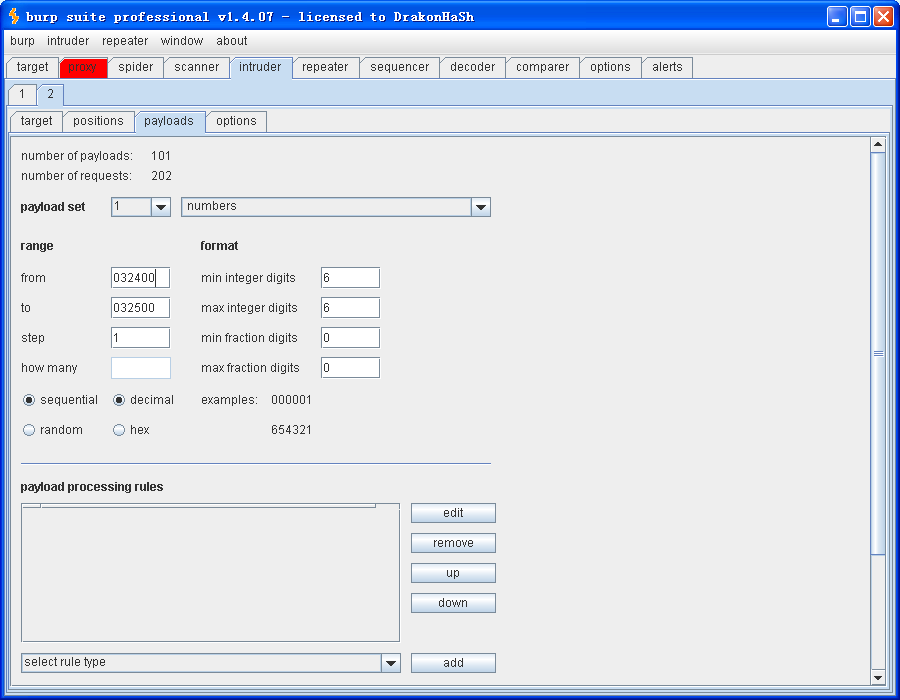 burp suite professional v1.4.07 - licensed to DrakonHaSh
burp intruder repeater window about
target proxy spider scanner intruder repeater sequencer decoder comparer options alerts
1 2
target positions payloads options
number of payloads: 101
number of requests: 202
payload set 1 numbers
range format
from 032400 min integer digits 6
to 032500 max integer digits 6
step 1 min fraction digits 0
how many max fraction digits 0
sequential decimal examples: 000001
random hex 654321
payload processing rules
edit
remove
up
down
select rule type add